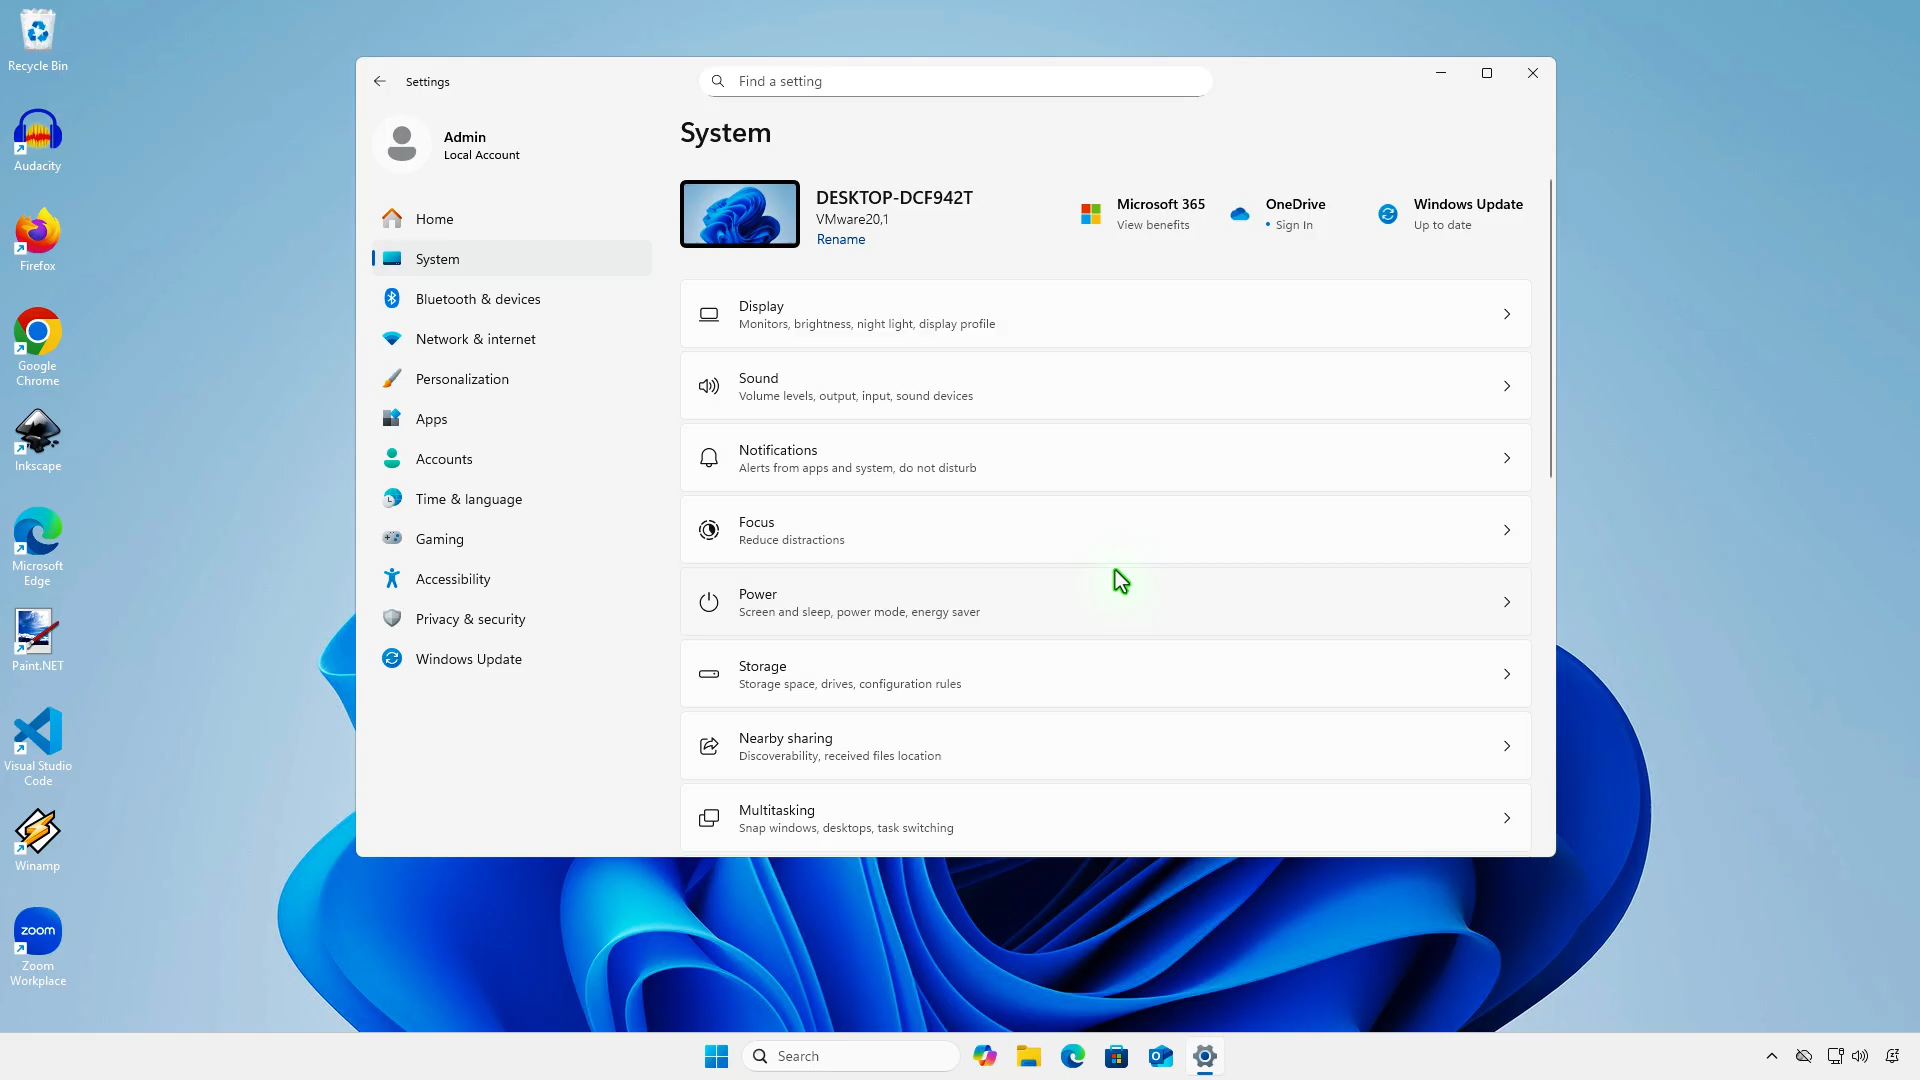 Recycle Bin
Audacity
Firefox
Google
Chrome
Inkscape
Microsoft
Edge
Paint.NET
Visual Studio
Code
Winamp
zoom
Zoom
Workplace
Settings
Find a setting
Admin
Local Account
Home
System
Bluetooth & devices
Network & internet
Personalization
Apps
Accounts
Time & language
Gaming
Accessibility
Privacy & security
Windows Update
System
DESKTOP-DCF942T
VMware20,1
Rename
Microsoft 365
View benefits
OneDrive
• Sign In
Windows Update
Up to date
Display
Monitors, brightness, night light, display profile
Sound
Volume levels, output, input, sound devices
Notifications
Alerts from apps and system, do not disturb
Focus
Reduce distractions
Power
Screen and sleep, power mode, energy saver
Storage
Storage space, drives, configuration rules
Nearby sharing
Discoverability, received files location
Multitasking
Snap windows, desktops, task switching
Search